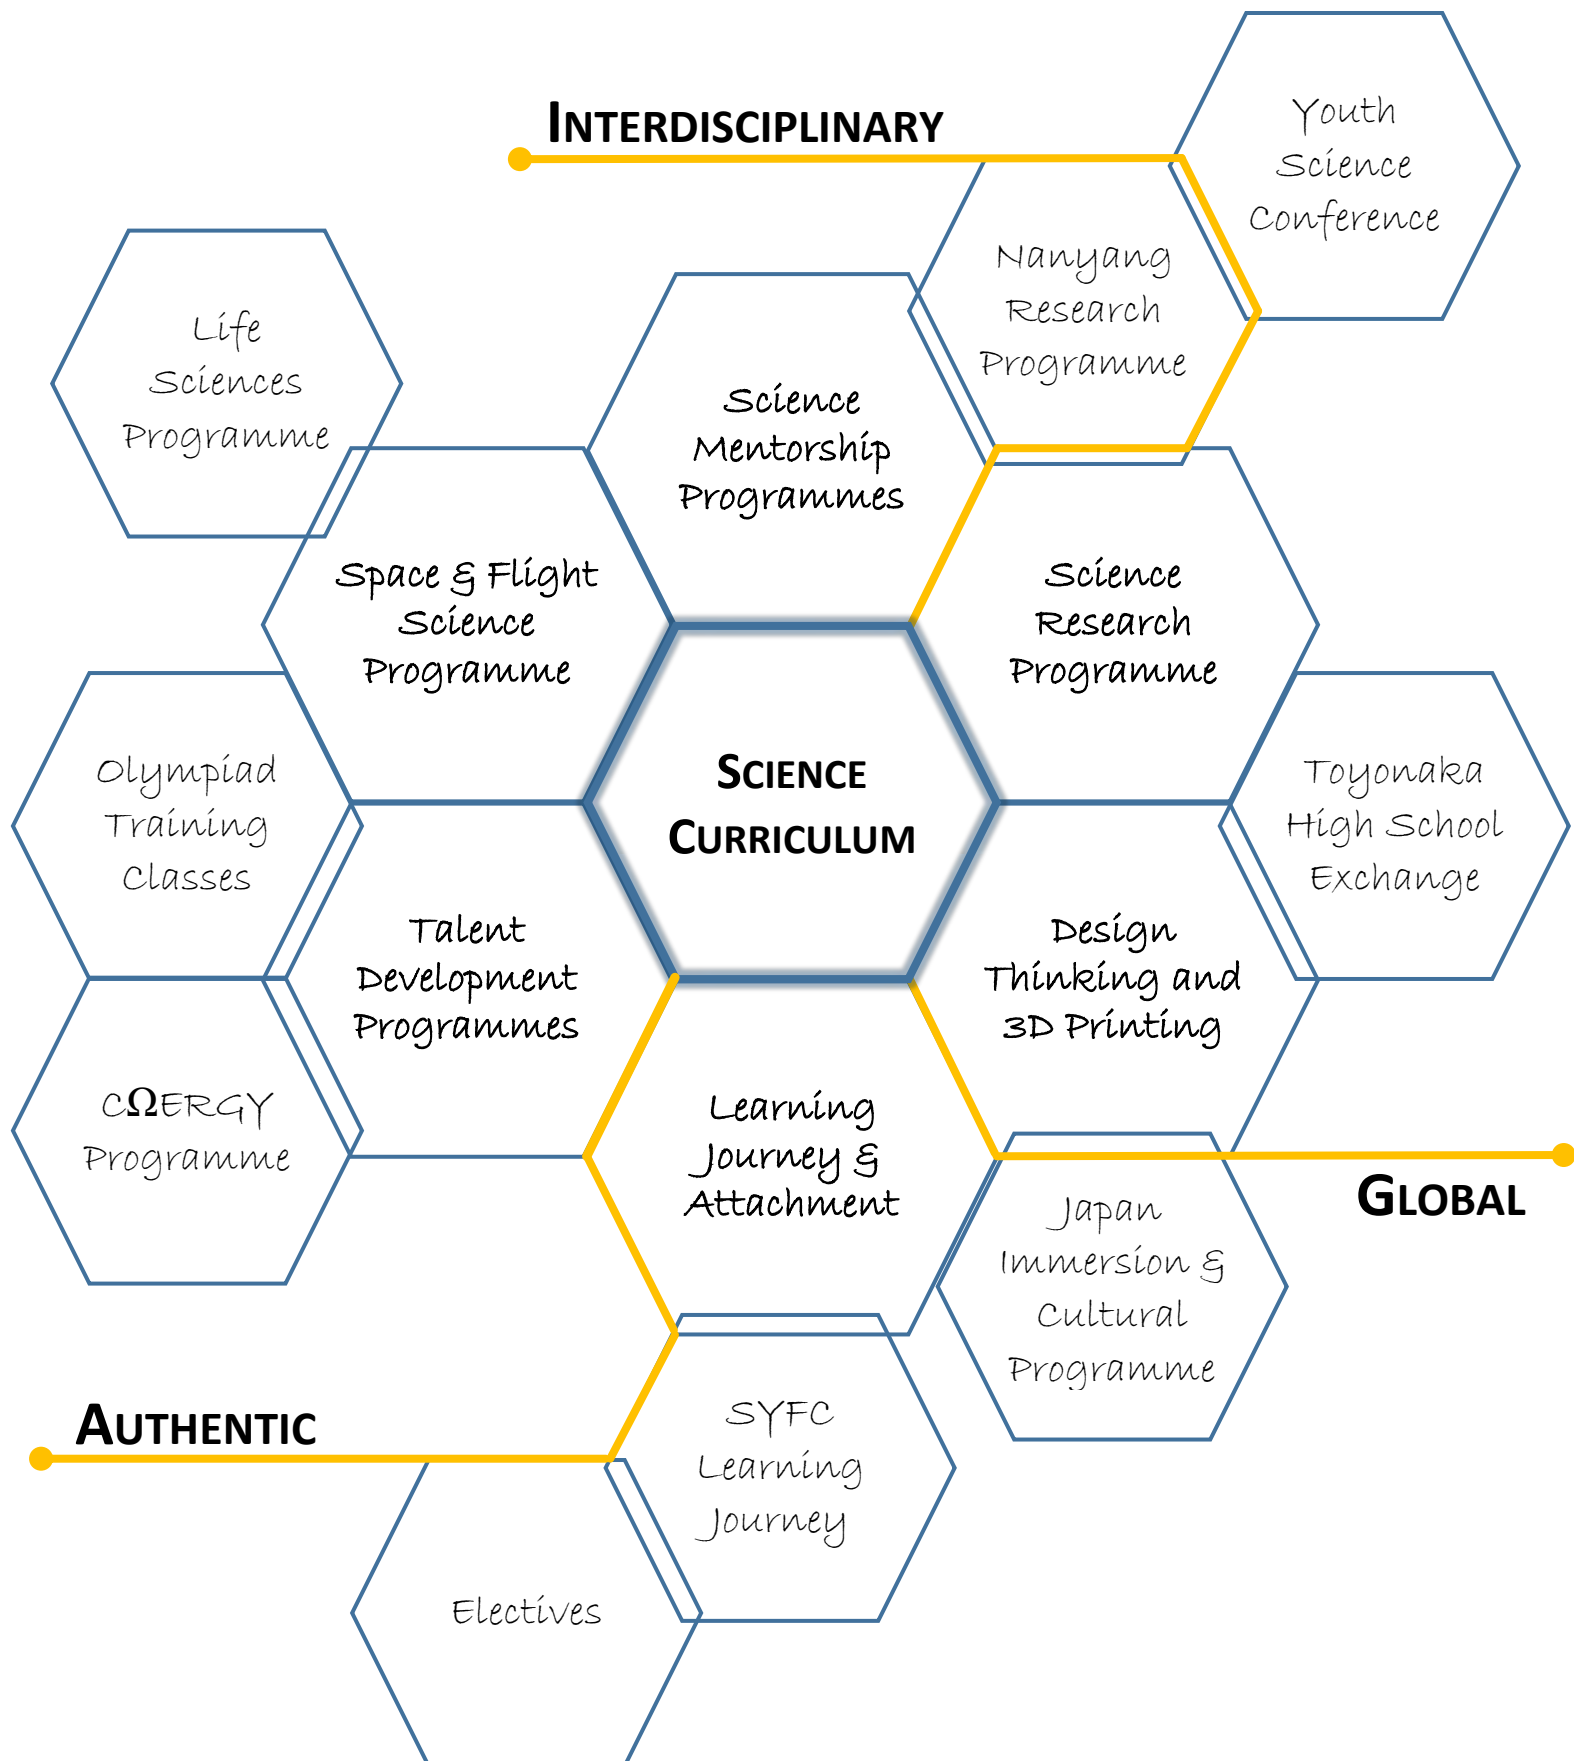 INTERDISCIPLINARY
Youth
Science
Conference
Nanyang
Research
Programme
Life
Sciences
Programme
Science
Mentorship
Programmes
Space & Flight
Science
Programme
Science
Research
Programme
SCIENCE
CURRICULUM
Olympiad
Training
Classes
Toyonaka
High School
Exchange
Talent
Development
Programmes
Design
Thinking and
3D Printing
CΩERGY
Programme
Learning
Journey &
Attachment
GLOBAL
Japan
Immersion &
Cultural
Programme
AUTHENTIC
SYFC
Learning
Journey
Electives